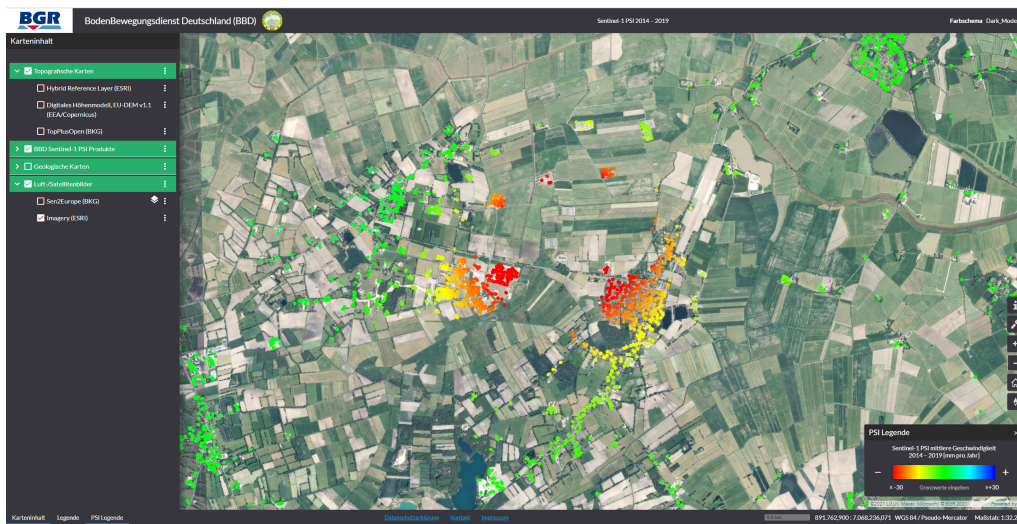 BGR
BodenBewegungsdienst Deutschland (BBD)
Sentinel-1 PSI 2014 – 2019
Farbschema Dark_Mode
Karteninhalt
Topografische Karten
Hybrid Reference Layer (ESRI)
Digitales Höhenmodell, EU-DEM v1.1
(EEA/Copernicus)
TopPlusOpen (BKG)
BBD Sentinel-1 PSI Produkte
Geologische Karten
Luft-/Satellitenbilder
Sen2Europe (BKG)
Imagery (ESRI)
PSI Legende
Sentinel-1 PSI mittlere Geschwindigkeit
2014 – 2019 [mm pro Jahr]
Grenzwerte eingeben
Karteninhalt Legende PSI Legende
Datenschutzerklärung Kontakt Impressum
891.762,900 : 7.068.236,071 WGS 84 / Pseudo-Mercator